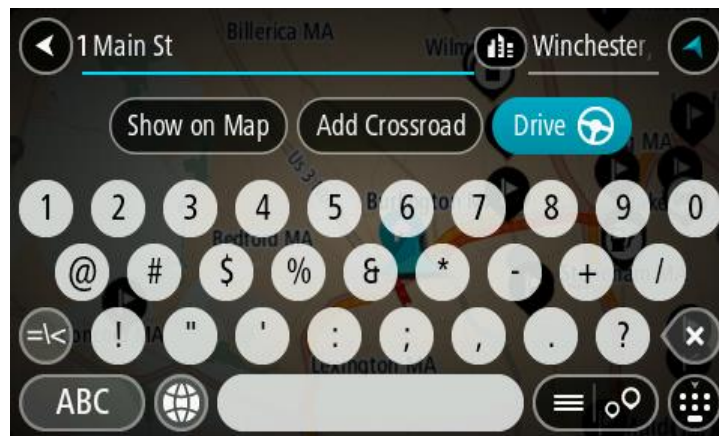 1 Main St
Winchester,
Billerica MA
Show on Map
Add Crossroad
Drive
1 2 3 4 5 6 7 8 9 0
Bedford MA
@ # $ % & * - + /
=\< ! " ' : ; , . ?
Lexington MA
ABC